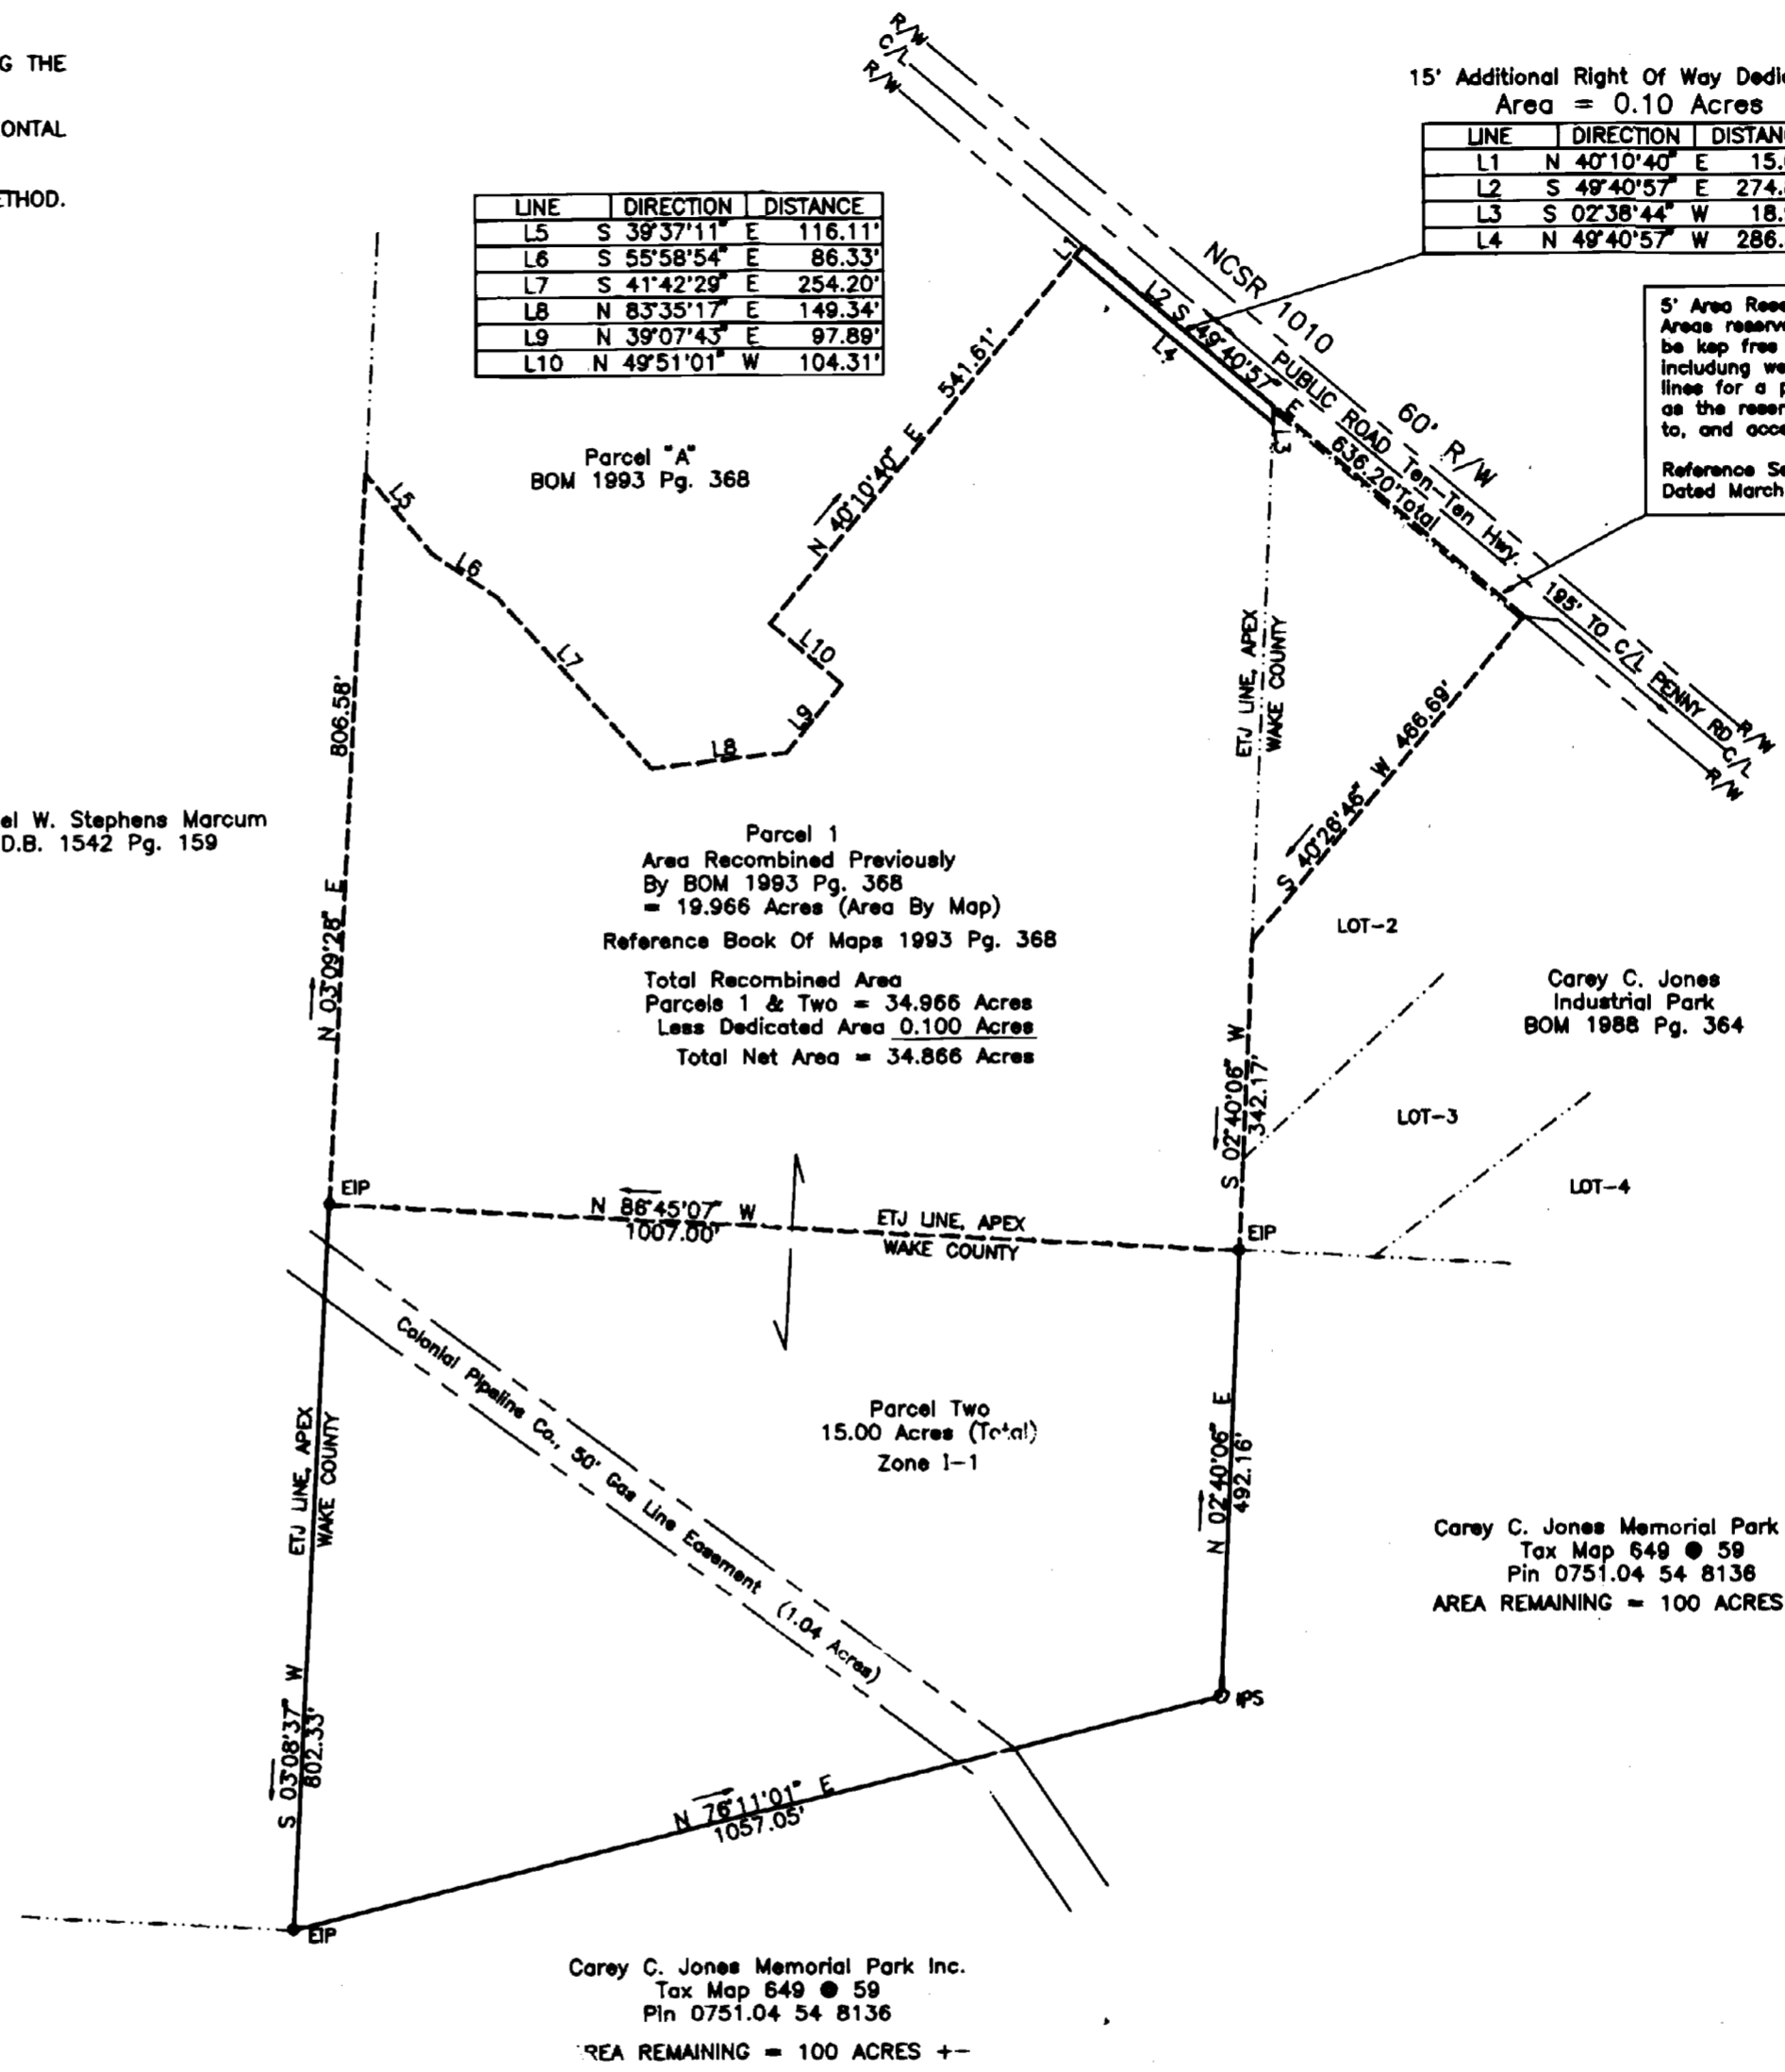 G THE
ONTAL
ETHOD.
R/W
C/L
R/W
15' Additional Right Of Way
Area = 0.10 Acres
LINE DIRECTION
L1 N 40°10'40" E 15.
L2 S 49°40'57" E 274.
L3 S 02°38'44" W 18.
L4 N 49°40'57" W 286.
LINE DIRECTION DISTANCE
L5 S 39°37'11" E 116.11'
L6 S 55°58'54" E 86.33'
L7 S 41°42'29" E 254.20'
L8 N 83°35'17" E 149.34'
L9 N 39°07'43" E 97.89'
L10 N 49°51'01" W 104.31'
5' Area
Areas
be kep free
includung
lines for a
as the
to, and
Reference
Dated March
L1
L2 S 49°40'57" E
L4
L3
636.20'Total
NCSR 1010
PUBLIC ROAD Ten-Ten Hwy.
60' R/W
195' TO C/L PENNY RD
R/W
C/L
R/W
Parcel "A"
BOM 1993 Pg. 368
N 40°10'40" E 541.61'
L5
L6
L7
L8
L9
L10
ETJ LINE, APEX
WAKE COUNTY
S 40°26'46" W 466.69'
N 03°09'28" E 806.58'
el W. Stephens Marcum
D.B. 1542 Pg. 159
Parcel 1
Area Recombined Previously
By BOM 1993 Pg. 368
= 19.966 Acres (Area By Map)
Reference Book Of Maps 1993 Pg. 368
Total Recombined Area
Parcels 1 & Two = 34.966 Acres
Less Dedicated Area 0.100 Acres
Total Net Area = 34.866 Acres
LOT-2
Carey C. Jones
Industrial Park
BOM 1988 Pg. 364
S 02°40'06" W
342.17'
LOT-3
LOT-4
EIP
N 86°45'07" W
1007.00'
ETJ LINE, APEX
WAKE COUNTY
EIP
Colonial Pipeline Co., 50' Gas Line Easement (1.04 Acres)
Parcel Two
15.00 Acres (Total)
Zone I-1
ETJ LINE, APEX
WAKE COUNTY
N 02°40'06" E
492.16'
Carey C. Jones Memorial Park
Tax Map 649 ● 59
Pin 0751.04 54 8136
AREA REMAINING = 100 ACRES
S 03°08'37" W
802.33'
IPS
N 76°11'01" E
1057.05'
EIP
Carey C. Jones Memorial Park Inc.
Tax Map 649 ● 59
Pin 0751.04 54 8136
REA REMAINING = 100 ACRES +-